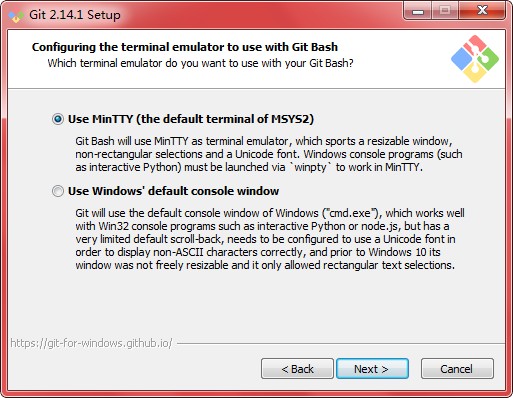 Git 2.14.1 Setup
Configuring the terminal emulator to use with Git Bash
Which terminal emulator do you want to use with your Git Bash?
Use MinTTY (the default terminal of MSYS2)
Git Bash will use MinTTY as terminal emulator, which sports a resizable window,
non-rectangular selections and a Unicode font. Windows console programs (such
as interactive Python) must be launched via `winpty` to work in MinTTY.
Use Windows' default console window
Git will use the default console window of Windows ("cmd.exe"), which works well
with Win32 console programs such as interactive Python or node.js, but has a
very limited default scroll-back, needs to be configured to use a Unicode font in
order to display non-ASCII characters correctly, and prior to Windows 10 its
window was not freely resizable and it only allowed rectangular text selections.
https://git-for-windows.github.io/
< Back
Next >
Cancel